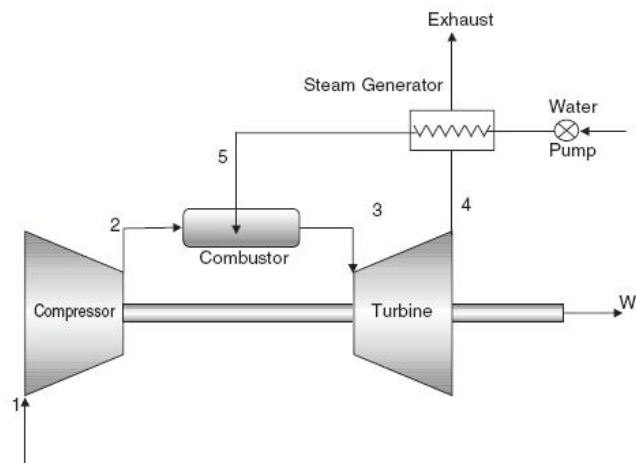 Exhaust
Steam Generator
Water
Pump
5
2
3
4
Combustor
Compressor
Turbine
W
1